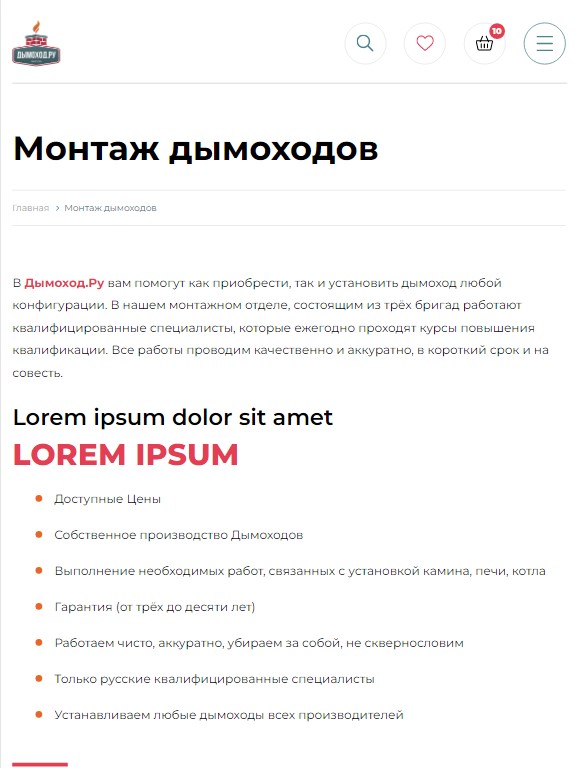 ДЫМОХОД.РУ
10
Монтаж дымоходов
Главная > Монтаж дымоходов
В Дымоход.Ру вам помогут как приобрести, так и установить дымоход любой
конфигурации. В нашем монтажном отделе, состоящим из трёх бригад работают
квалифицированные специалисты, которые ежегодно проходят курсы повышения
квалификации. Все работы проводим качественно и аккуратно, в короткий срок и на
совесть.
Lorem ipsum dolor sit amet
LOREM IPSUM
Доступные Цены
Собственное производство Дымоходов
Выполнение необходимых работ, связанных с установкой камина, печи, котла
Гарантия (от трёх до десяти лет)
Работаем чисто, аккуратно, убираем за собой, не сквернословим
Только русские квалифицированные специалисты
Устанавливаем любые дымоходы всех производителей